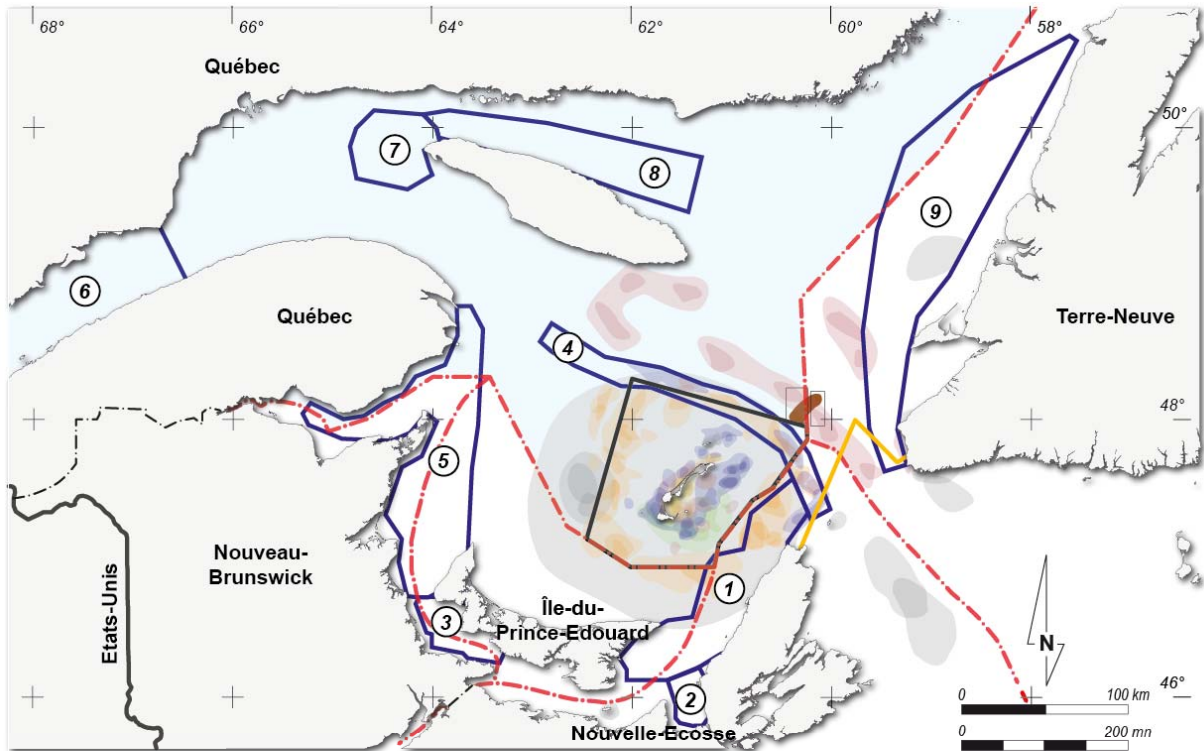 68°
66°
64°
62°
60°
58°
Québec
50°
7
8
9
6
Québec
Terre-Neuve
4
48°
5
Nouveau-
Brunswick
Etats-Unis
1
3
Île-du-
Prince-Edouard
N
2
46°
0
100 km
Nouvelle-Ecosse
0
200 mn